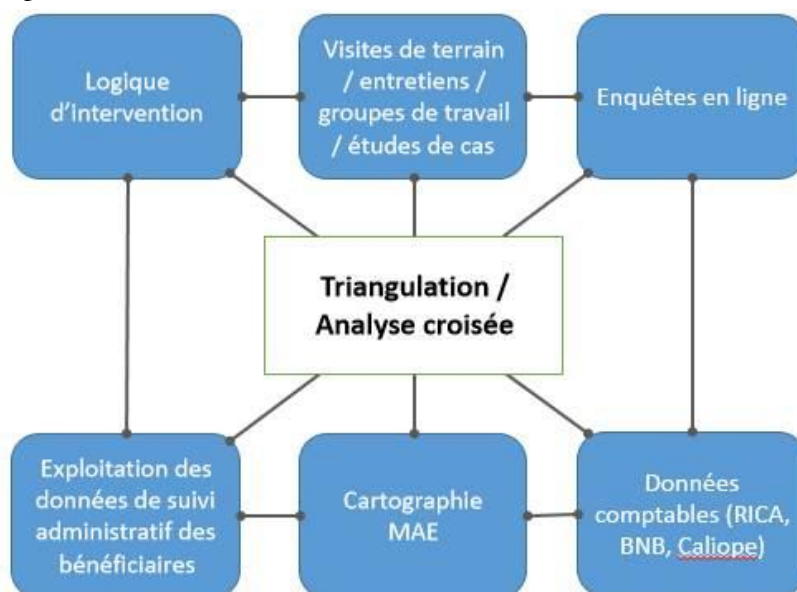 Logique
d'intervention
Visites de terrain
/ entretiens /
groupes de travail
/ études de cas
Enquêtes en ligne
Triangulation /
Analyse croisée
Exploitation des
données de suivi
administratif des
bénéficiaires
Cartographie
MAE
Données
comptables (RICA,
BNB, Caliope)